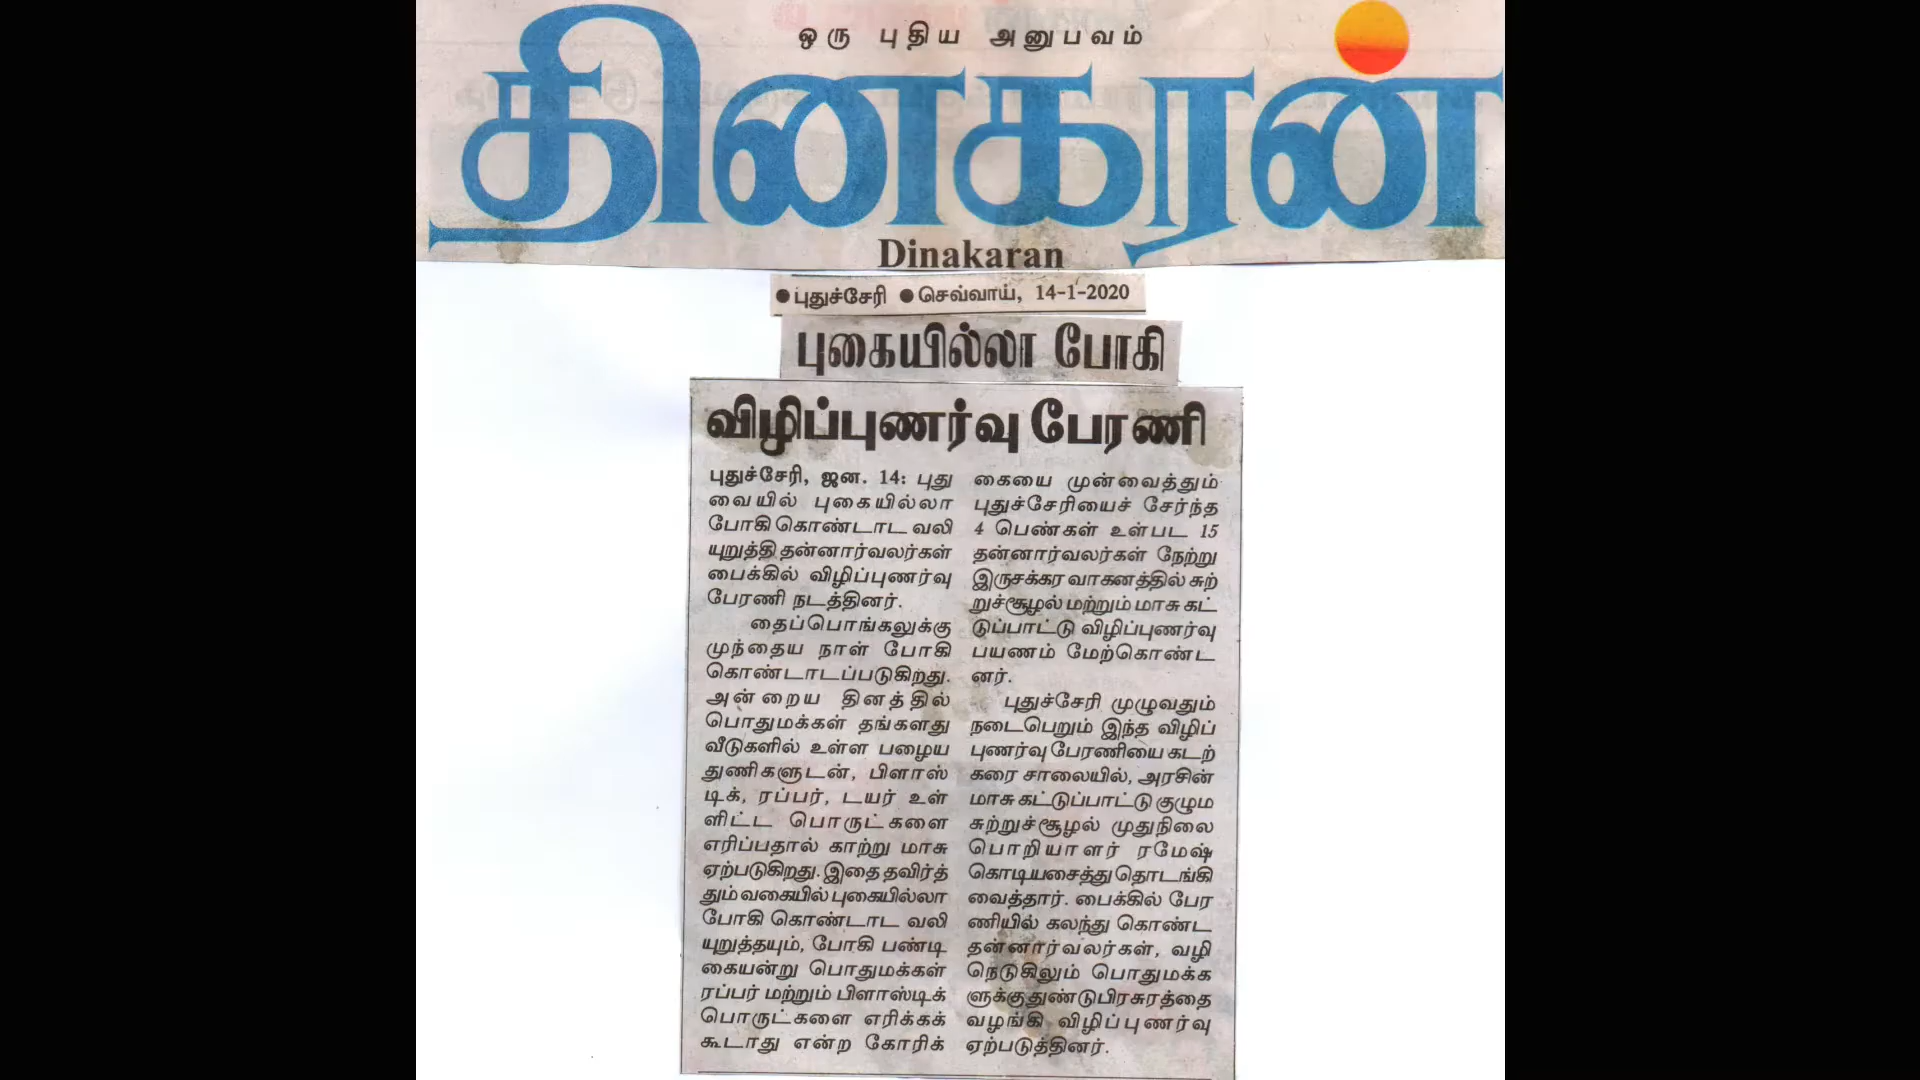 ஒரு புதிய அனுபவம்
தினகரன்
Dinakaran
●புதுச்சேரி ●செவ்வாய், 14-1-2020
புகையில்லா போகி
விழிப்புணர்வு பேரணி
புதுச்சேரி, ஜன. 14: புது
வையில் புகையில்லா
போகி கொண்டாட வலி
யுறுத்தி தன்னார்வலர்கள்
பைக்கில் விழிப்புணர்வு
பேரணி நடத்தினர்.
தைப்பொங்கலுக்கு
முந்தைய நாள் போகி
கொண்டாடப்படுகிறது.
அன்றைய தினத்தில்
பொதுமக்கள் தங்களது
வீடுகளில் உள்ள பழைய
துணிகளுடன், பிளாஸ்
டிக், ரப்பர், டயர் உள்
ளிட்ட பொருட்களை
எரிப்பதால் காற்று மாசு
ஏற்படுகிறது. இதை தவிர்த்
தும் வகையில் புகையில்லா
போகி கொண்டாட வலி
யுறுத்தயும், போகி பண்டி
கையன்று பொதுமக்கள்
ரப்பர் மற்றும் பிளாஸ்டிக்
பொருட்களை எரிக்கக்
கூடாது என்ற கோரிக்
கையை முன்வைத்தும்
புதுச்சேரியைச் சேர்ந்த
4 பெண்கள் உள்பட 15
தன்னார்வலர்கள் நேற்று
இருசக்கர வாகனத்தில் சுற்
றுச்சூழல் மற்றும் மாசு கட்
டுப்பாட்டு விழிப்புணர்வு
பயணம் மேற்கொண்ட
னர்.
புதுச்சேரி முழுவதும்
நடைபெறும் இந்த விழிப்
புணர்வு பேரணியை கடற்
கரை சாலையில், அரசின்
மாசு கட்டுப்பாட்டு குழும
சுற்றுச்சூழல் முதுநிலை
பொறியாளர் ரமேஷ்
கொடியசைத்து தொடங்கி
வைத்தார். பைக்கில் பேர
ணியில் கலந்து கொண்ட
தன்னார்வலர்கள், வழி
நெடுகிலும் பொதுமக்க
ளுக்கு துண்டு பிரசுரத்தை
வழங்கி விழிப்புணர்வு
ஏற்படுத்தினர்.